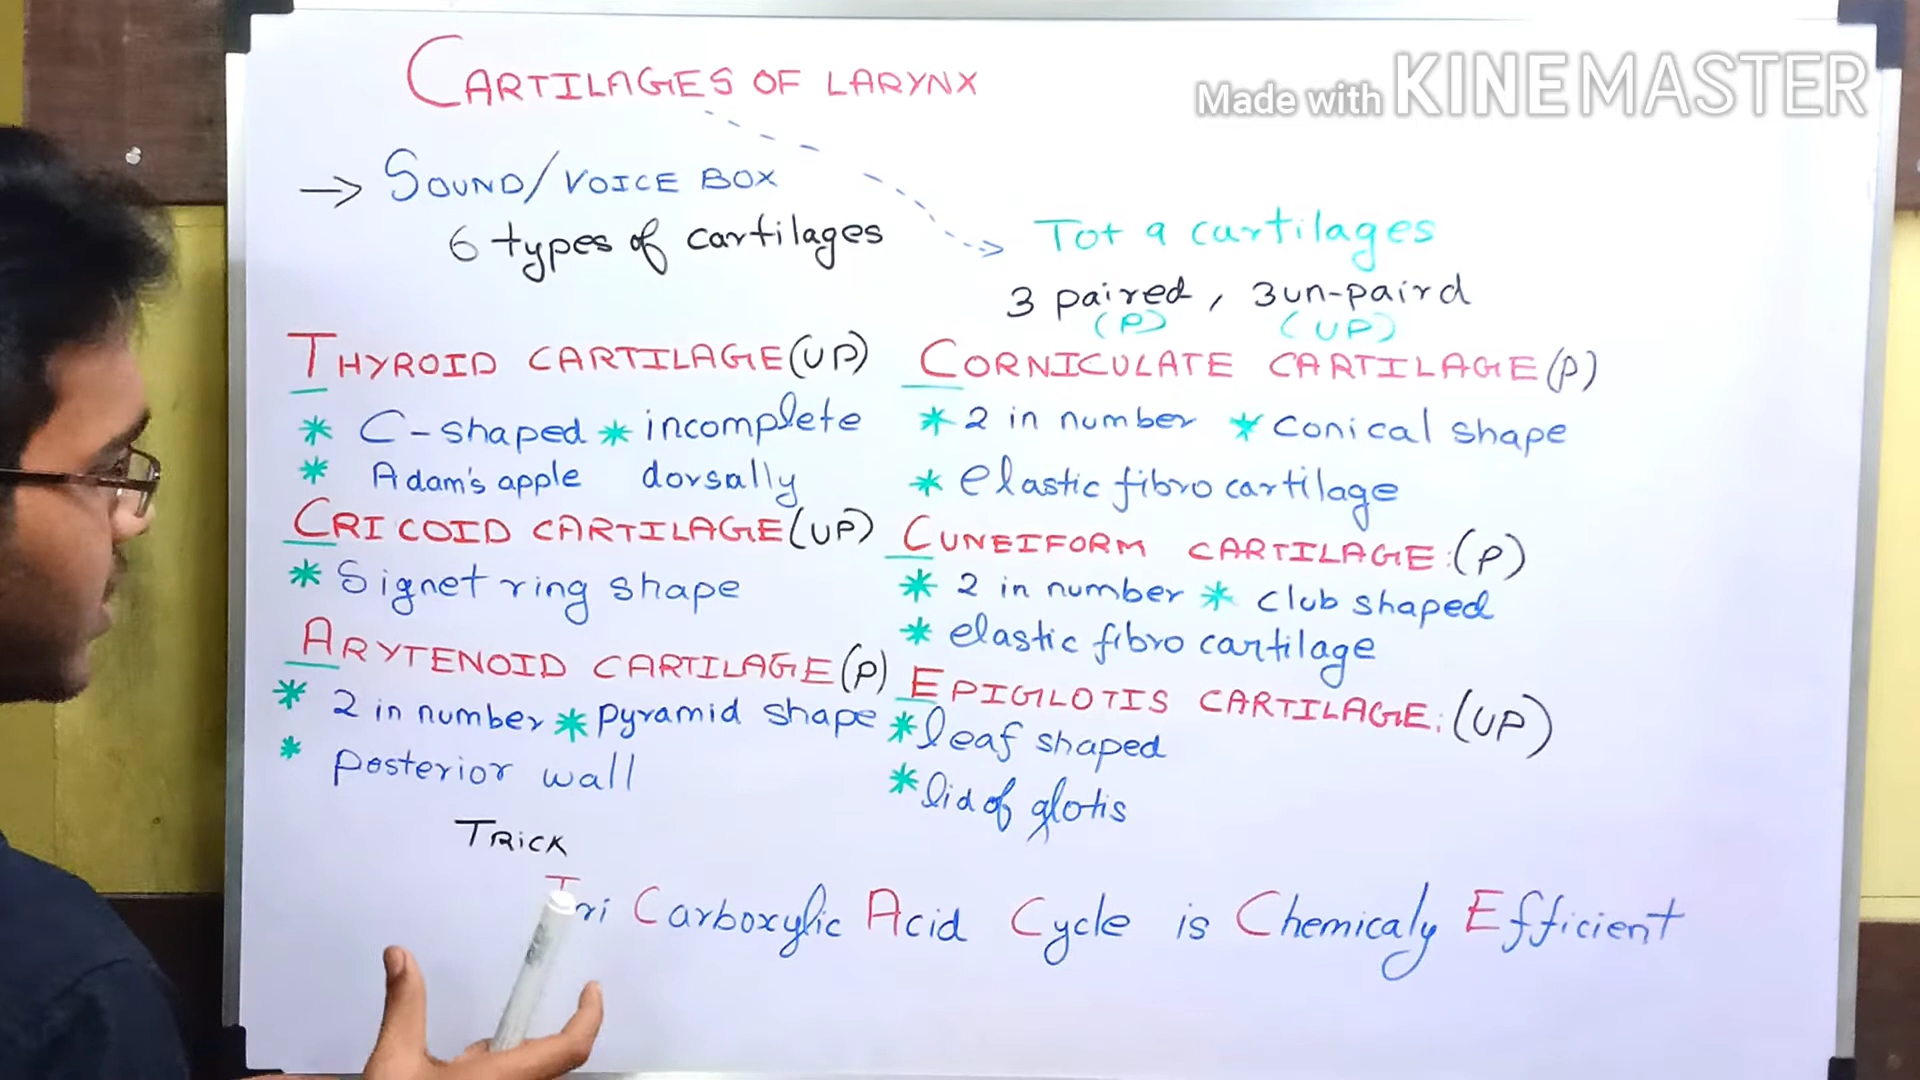 CARTILAGES OF LARYNX
Made with KINEMASTER
→ SOUND/VOICE BOX
6 types of cartilages
Tot 9 cartilages
3 paired, 3 un-paird
(P) (UP)
THYROID CARTILAGE (UP)
* C-shaped * incomplete
* Adam's apple dorsally
CRICOID CARTILAGE (UP)
* Signet ring shape
ARYTENOID CARTILAGE (P)
* 2 in number * pyramid shape
* Posterior wall
CORNICULATE CARTILAGE (P)
* 2 in number * conical shape
* elastic fibro cartilage
CUNEIFORM CARTILAGE: (P)
* 2 in number * club shaped
* elastic fibro cartilage
EPIGLOTIS CARTILAGE: (UP)
* leaf shaped
* lid of glotis
TRICK
Tri Carboxylic Acid Cycle is Chemicaly Efficient